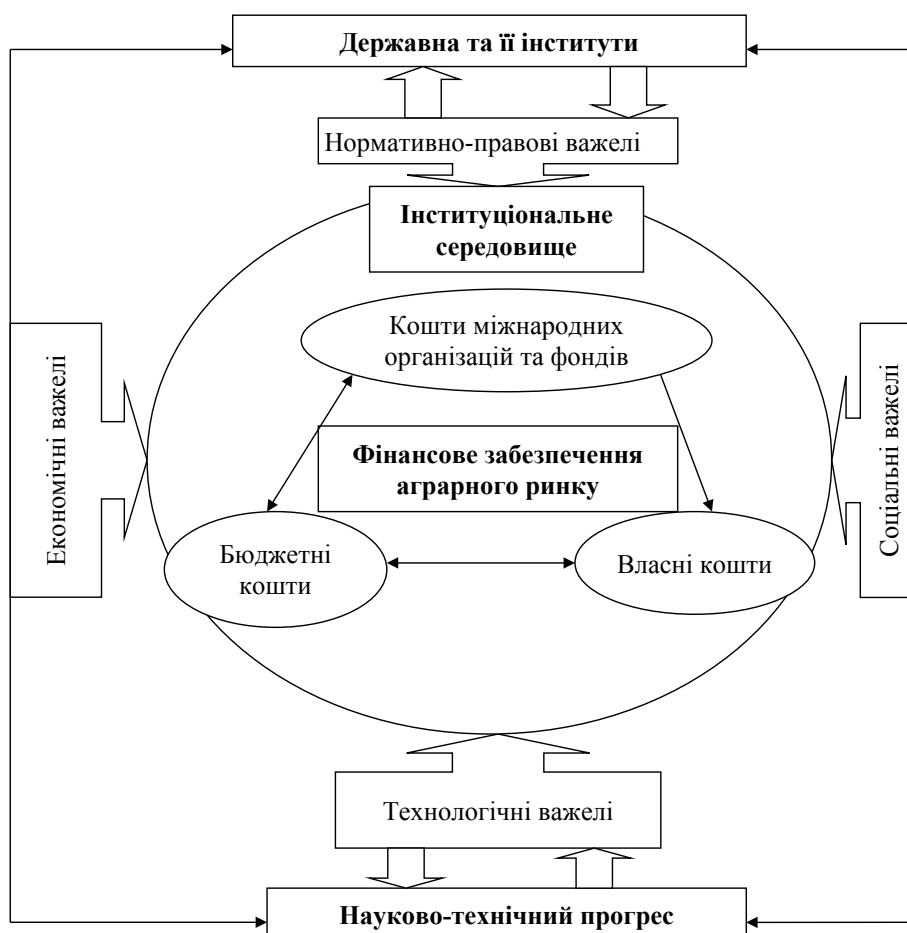 Державна та її інститути
Нормативно-правові важелі
Інституціональне
середовище
Кошти міжнародних
організацій та фондів
Економічні важелі
Фінансове забезпечення
аграрного ринку
Соціальні важелі
Бюджетні
кошти
Власні кошти
Технологічні важелі
Науково-технічний прогрес